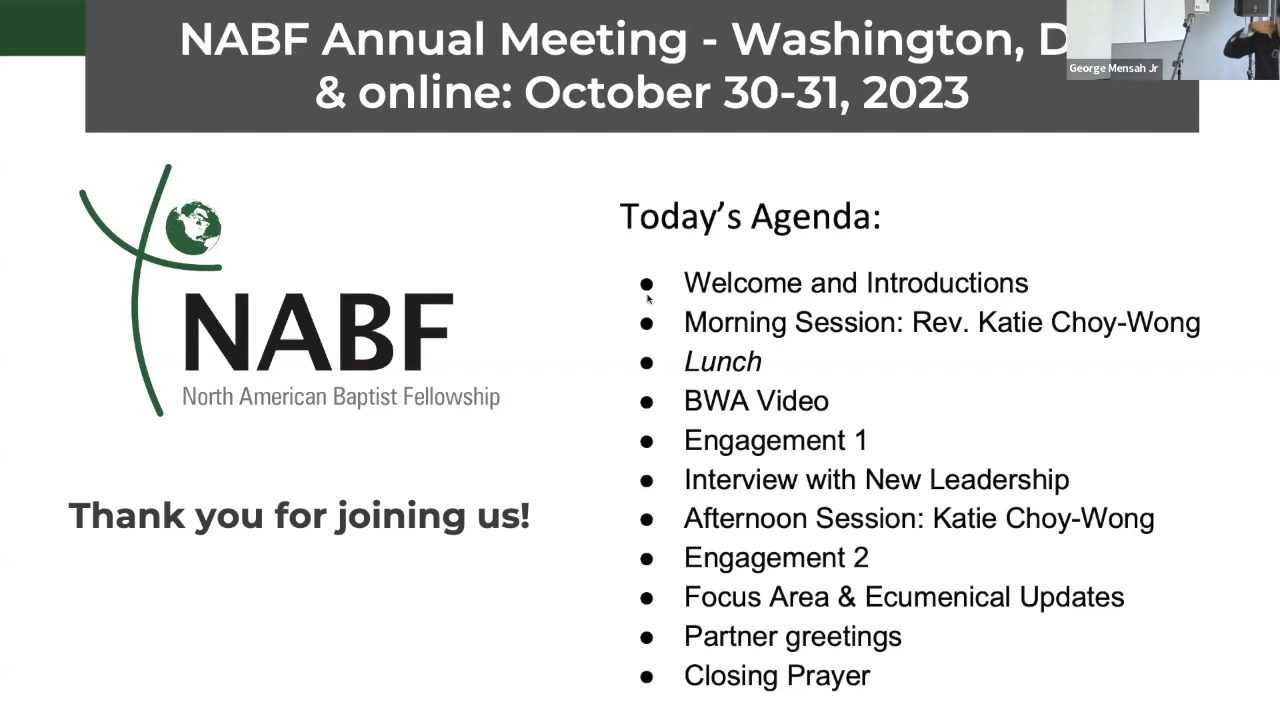 NABF Annual Meeting - Washington, D
& online: October 30-31, 2023
George Mensah Jr
NABF
North American Baptist Fellowship
Thank you for joining us!
Today's Agenda:
● Welcome and Introductions
● Morning Session: Rev. Katie Choy-Wong
● Lunch
● BWA Video
● Engagement 1
● Interview with New Leadership
● Afternoon Session: Katie Choy-Wong
● Engagement 2
● Focus Area & Ecumenical Updates
● Partner greetings
● Closing Prayer